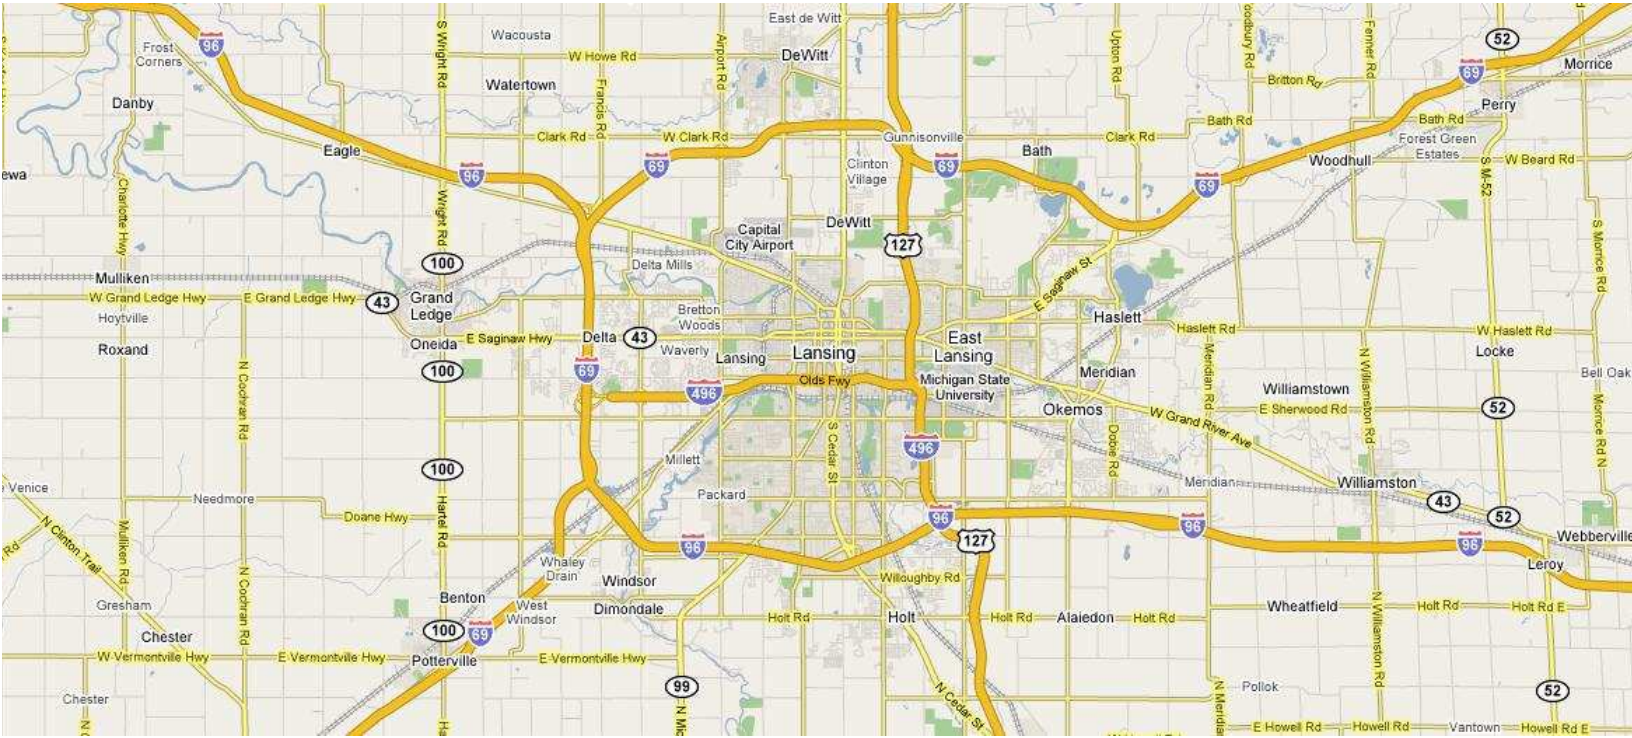 East de Witt
Wacousta
52
96
Frost
Corners
S Wright Rd
Airport Rd
Upton Rd
Fenner Rd
W Howe Rd
DeWitt
Morrice
69
Watertown
Britton Rd
Danby
Francis Rd
Perry
Bath Rd
Bath Rd
Clark Rd
W Clark Rd
Gunnisonville
Clark Rd
Forest Green
Estates
Eagle
Bath
Woodhull
W Beard Rd
69
69
Clinton
Village
96
69
S M-52
Charlotte Hwy
Wright Rd
DeWitt
Capital
City Airport
127
S Morrice Rd
100
Delta Mills
Mulliken
E Saginaw St
W Grand Ledge Hwy
E Grand Ledge Hwy
43
Grand
Ledge
Hoytville
Bretton
Woods
Haslett
Haslett Rd
W Haslett Rd
E Saginaw Hwy
Delta
43
East
Lansing
Oneida
Roxand
Waverly
Lansing
Lansing
Locke
100
69
Olds Fwy
Michigan State
University
Meridian
Bell Oak
N Cochran Rd
496
Meridian Rd
N Williamston Rd
Williamstown
Morrice Rd N
Okemos
W Grand River Ave
E Sherwood Rd
52
S Cedar St
496
Dobie Rd
100
Millett
Venice
Needmore
Packard
Meridian
Williamston
43
Hartel Rd
Doane Hwy
96
96
52
N Clinton Trail
Mulliken Rd
127
96
96
Webberville
Rd
Whaley
Drain
Leroy
N Cochran Rd
Windsor
Willoughby Rd
Benton
West
Windsor
Dimondale
Gresham
Holt Rd
Holt
Holt Rd
Alaiedon
Holt Rd
Wheatfield
Holt Rd
Holt Rd E
N Williamston Rd
100
69
Chester
W Vermontville Hwy
E Vermontville Hwy
Potterville
E Vermontville Hwy
99
N Cedar St
Pollok
52
Chester
E Howell Rd
Howell Rd
Vantown
Howell Rd E